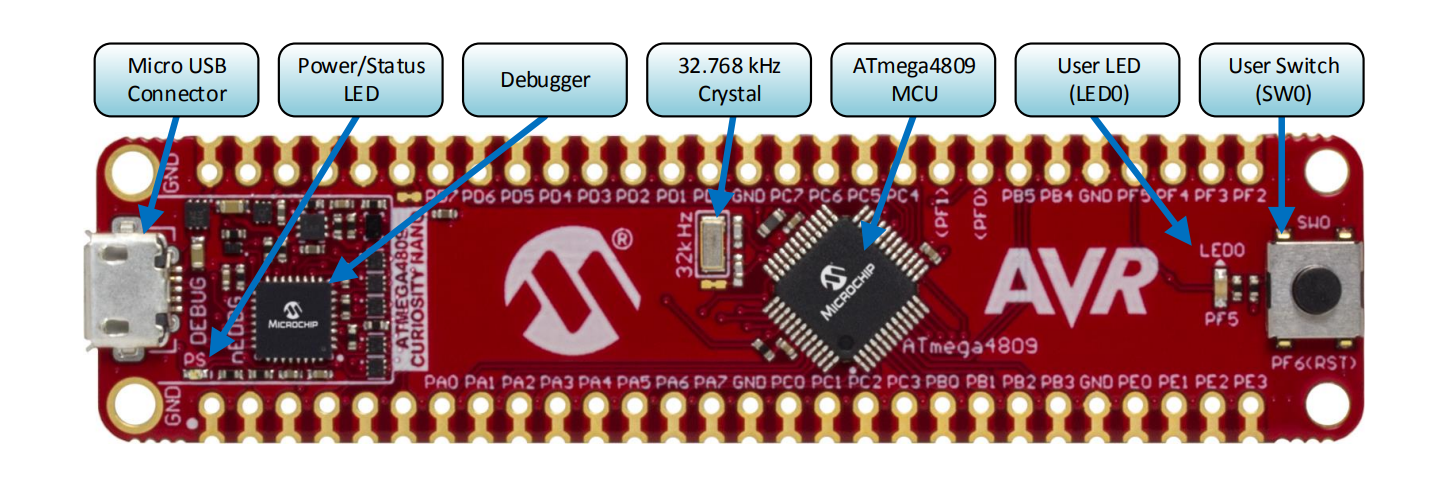 Micro USB
Connector
Power/Status
LED
Debugger
32.768 kHz
Crystal
ATmega4809
MCU
User LED
(LED0)
User Switch
(SW0)
GND
PD7 PD6 PD5 PD4 PD3 PD2 PD1 PD0 GND PC7 PC6 PC5 PC4 (PF1) (PF0) PB5 PB4 GND PF5 PF4 PF3 PF2
DEBUG
DEBUG
PS
MICROCHIP
ATMEGA4809
CURIOSITY NANO
®
32kHz
MICROCHIP
ATmega4809
AVR
LED0
PF5
SW0
PF6(RST)
GND
PA0 PA1 PA2 PA3 PA4 PA5 PA6 PA7 GND PC0 PC1 PC2 PC3 PB0 PB1 PB2 PB3 GND PE0 PE1 PE2 PE3